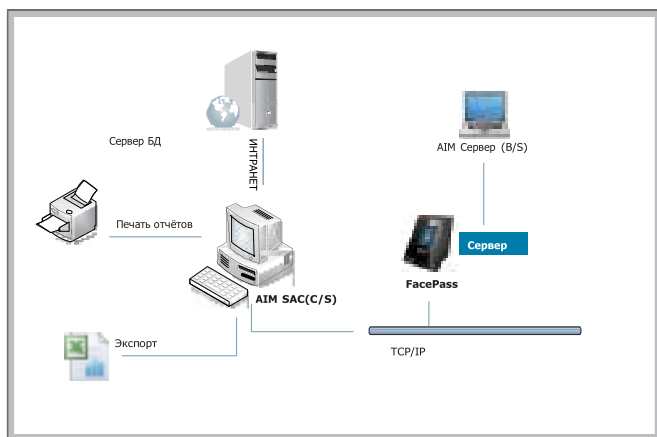 Сервер БД
ИНТРАНЕТ
AIM Сервер (B/S)
Печать отчётов
Сервер
FacePass
AIM SAC(C/S)
Экспорт
TCP/IP